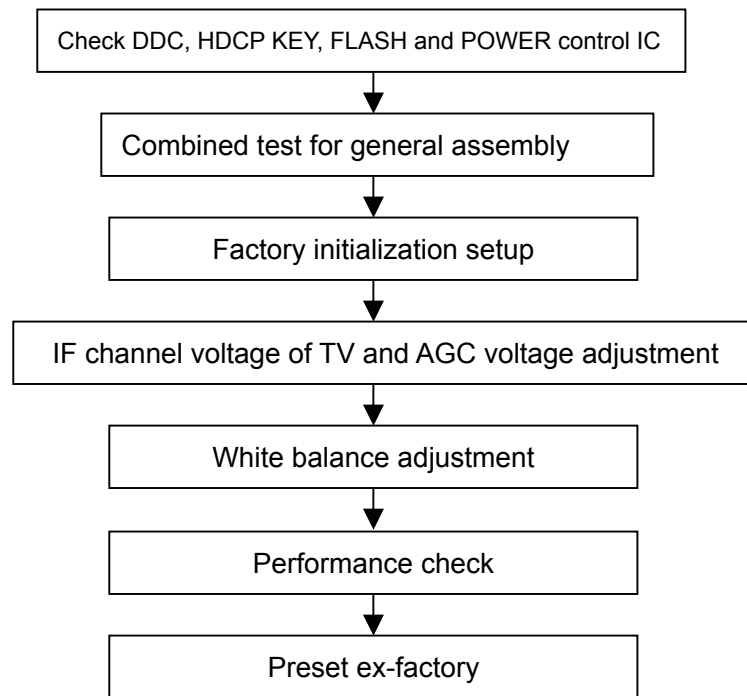 Check DDC, HDCP KEY, FLASH and POWER control IC
Combined test for general assembly
Factory initialization setup
IF channel voltage of TV and AGC voltage adjustment
White balance adjustment
Performance check
Preset ex-factory